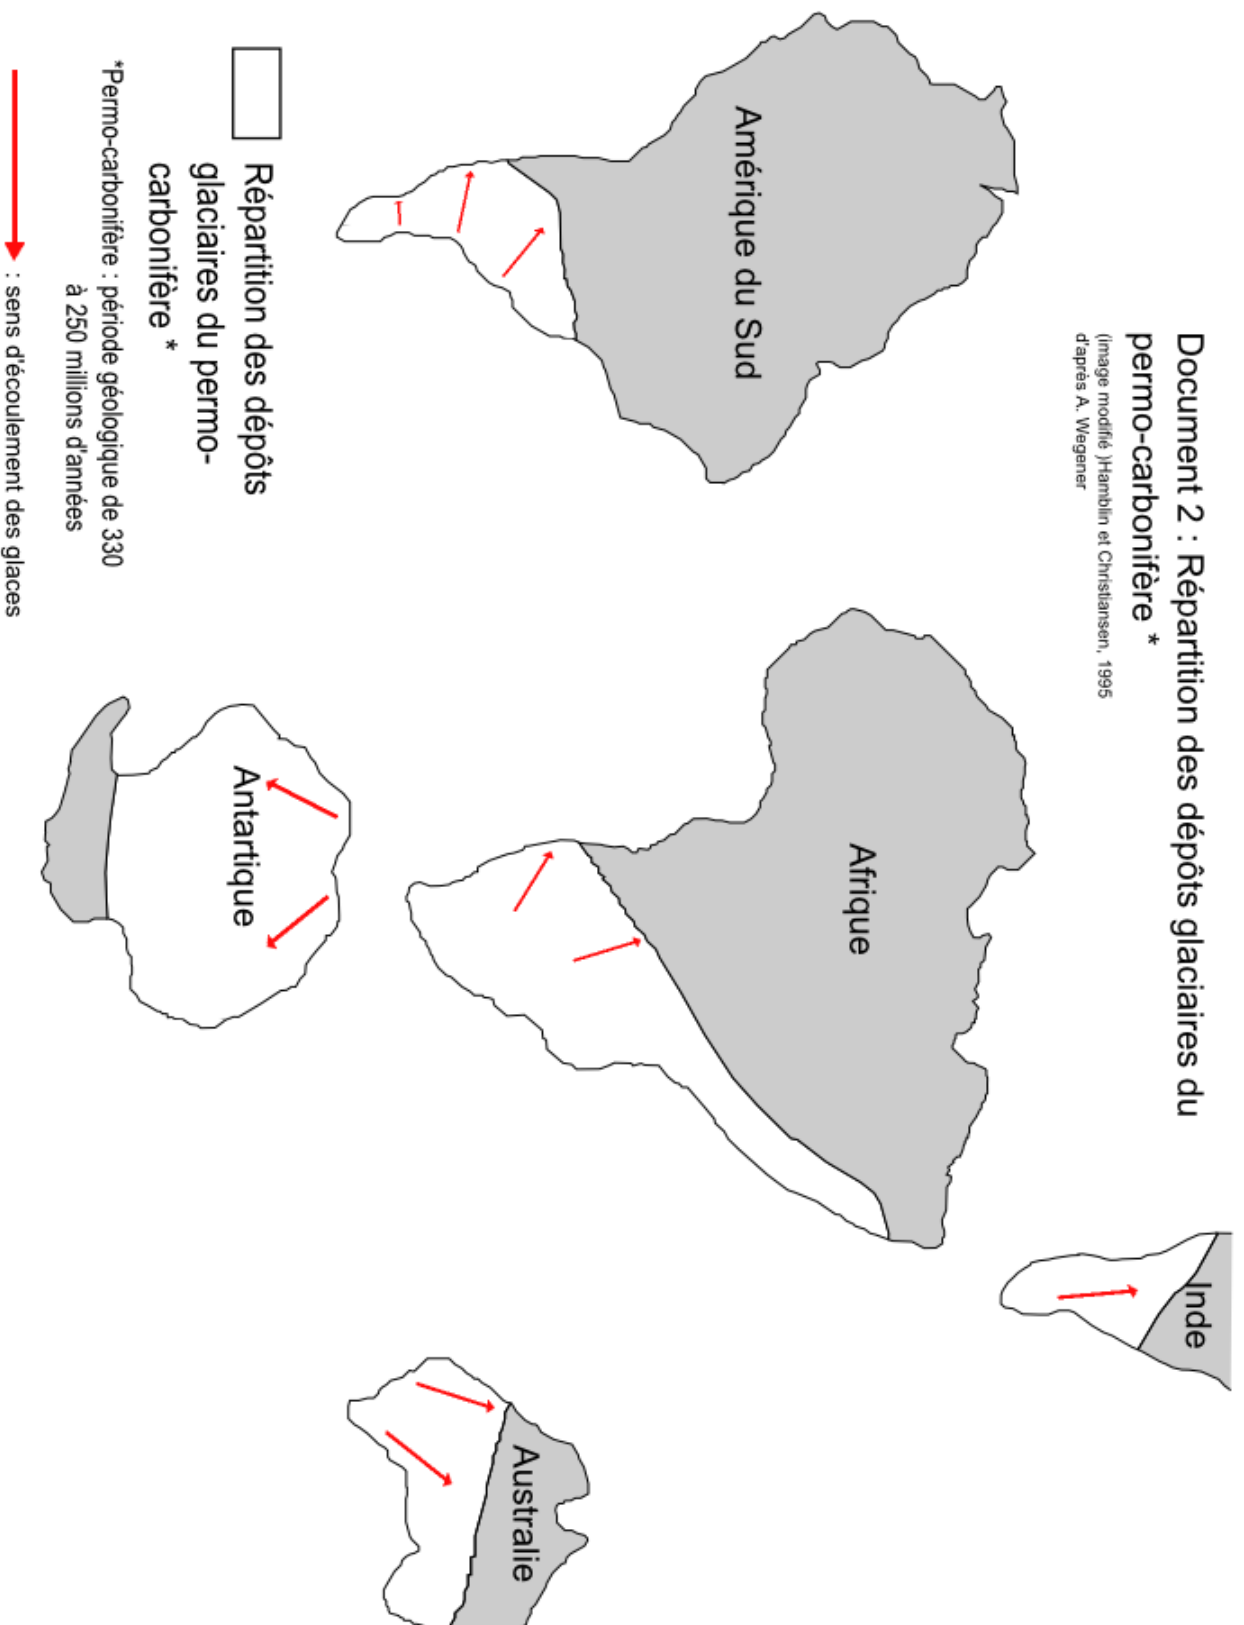 Document 2 : Répartition des dépôts glaciaires du
permo-carbonifère *
(image modifié )Hamblin et Christiansen, 1995
d'après A. Wegener
Amérique du Sud
Afrique
Inde
Australie
Antartique
Répartition des dépôts
glaciaires du permo-
carbonifère *
*Permo-carbonifère : période géologique de 330
à 250 millions d'années
: sens d'écoulement des glaces